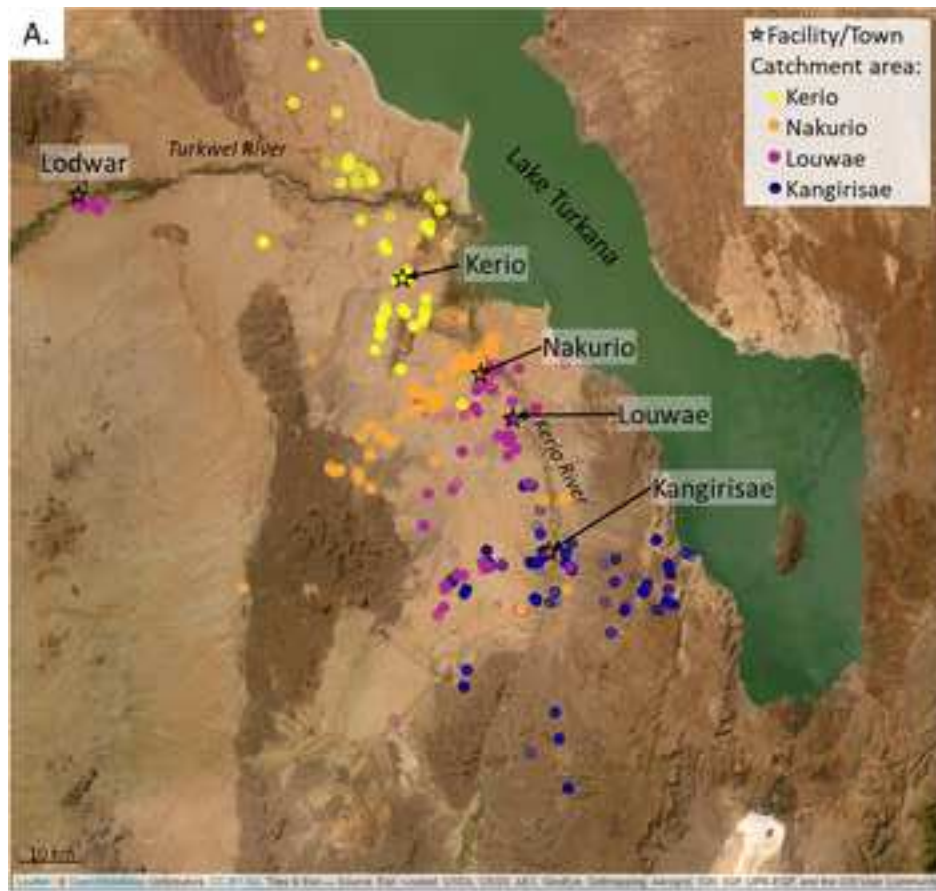 A.
Facility/Town
Catchment area:
Kerio
Nakurio
Louwae
Kangirisae
Turkwel River
Lodwar
Lake Turkana
Kerio
Nakurio
Louwae
Kerio River
Kangirisae
10 km